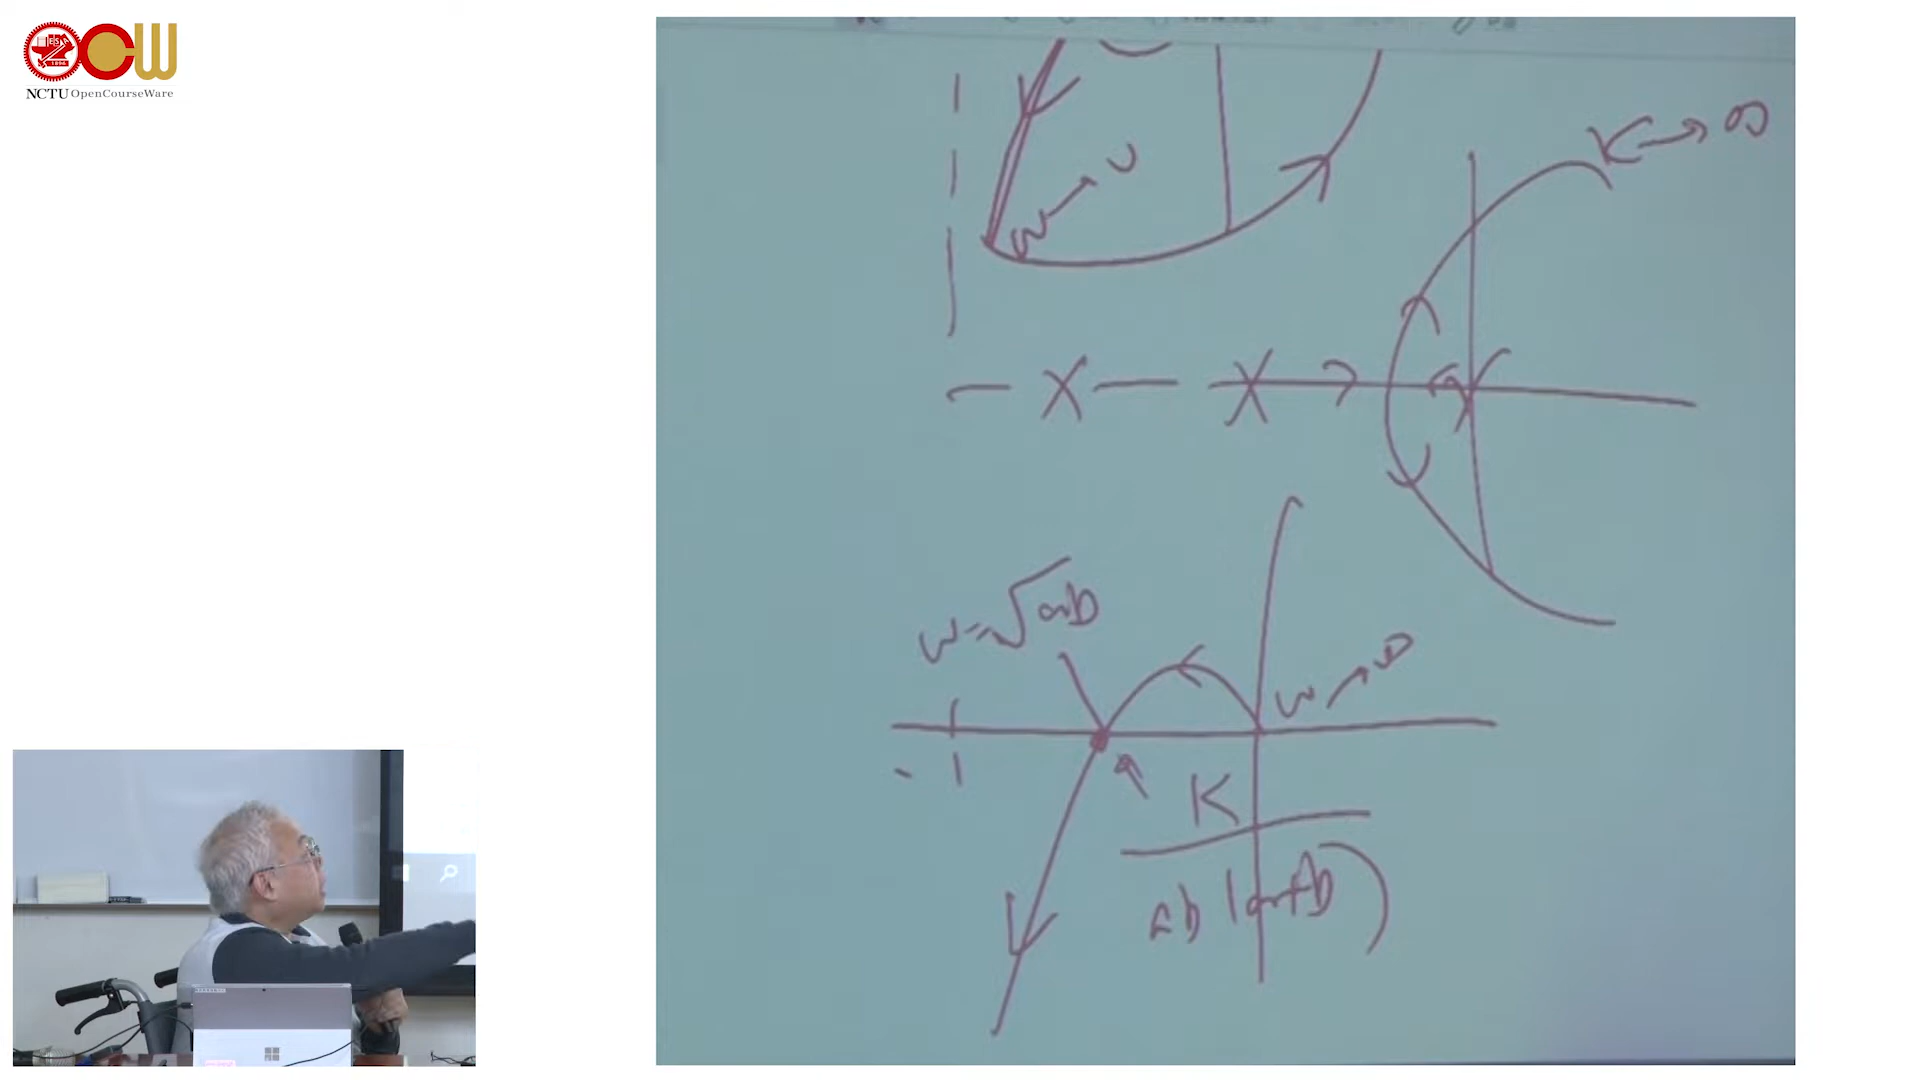 NCTU OpenCourseWare
K→∞
w→0
w=√ab
w→∞
-1
K
ab(a+b)